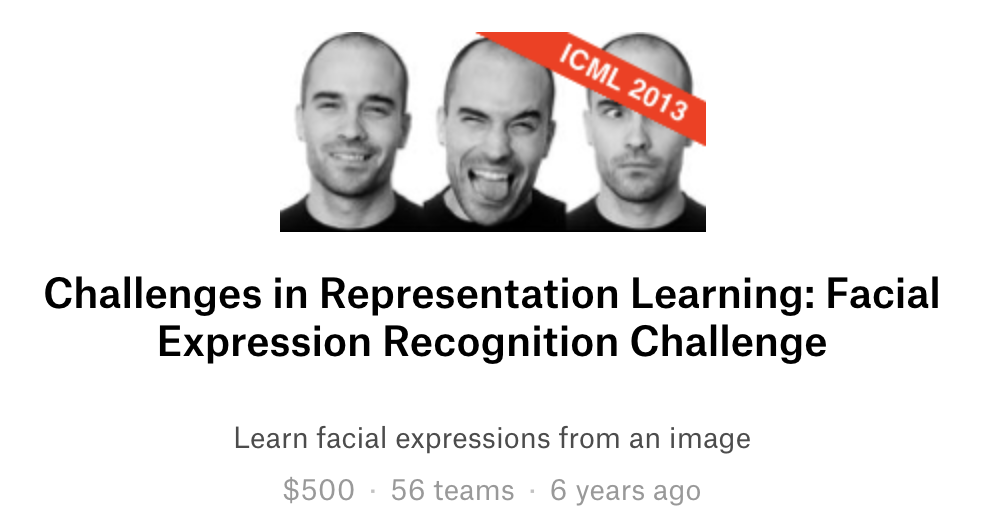 ICML 2013
Challenges in Representation Learning: Facial
Expression Recognition Challenge
Learn facial expressions from an image
$500 · 56 teams · 6 years ago